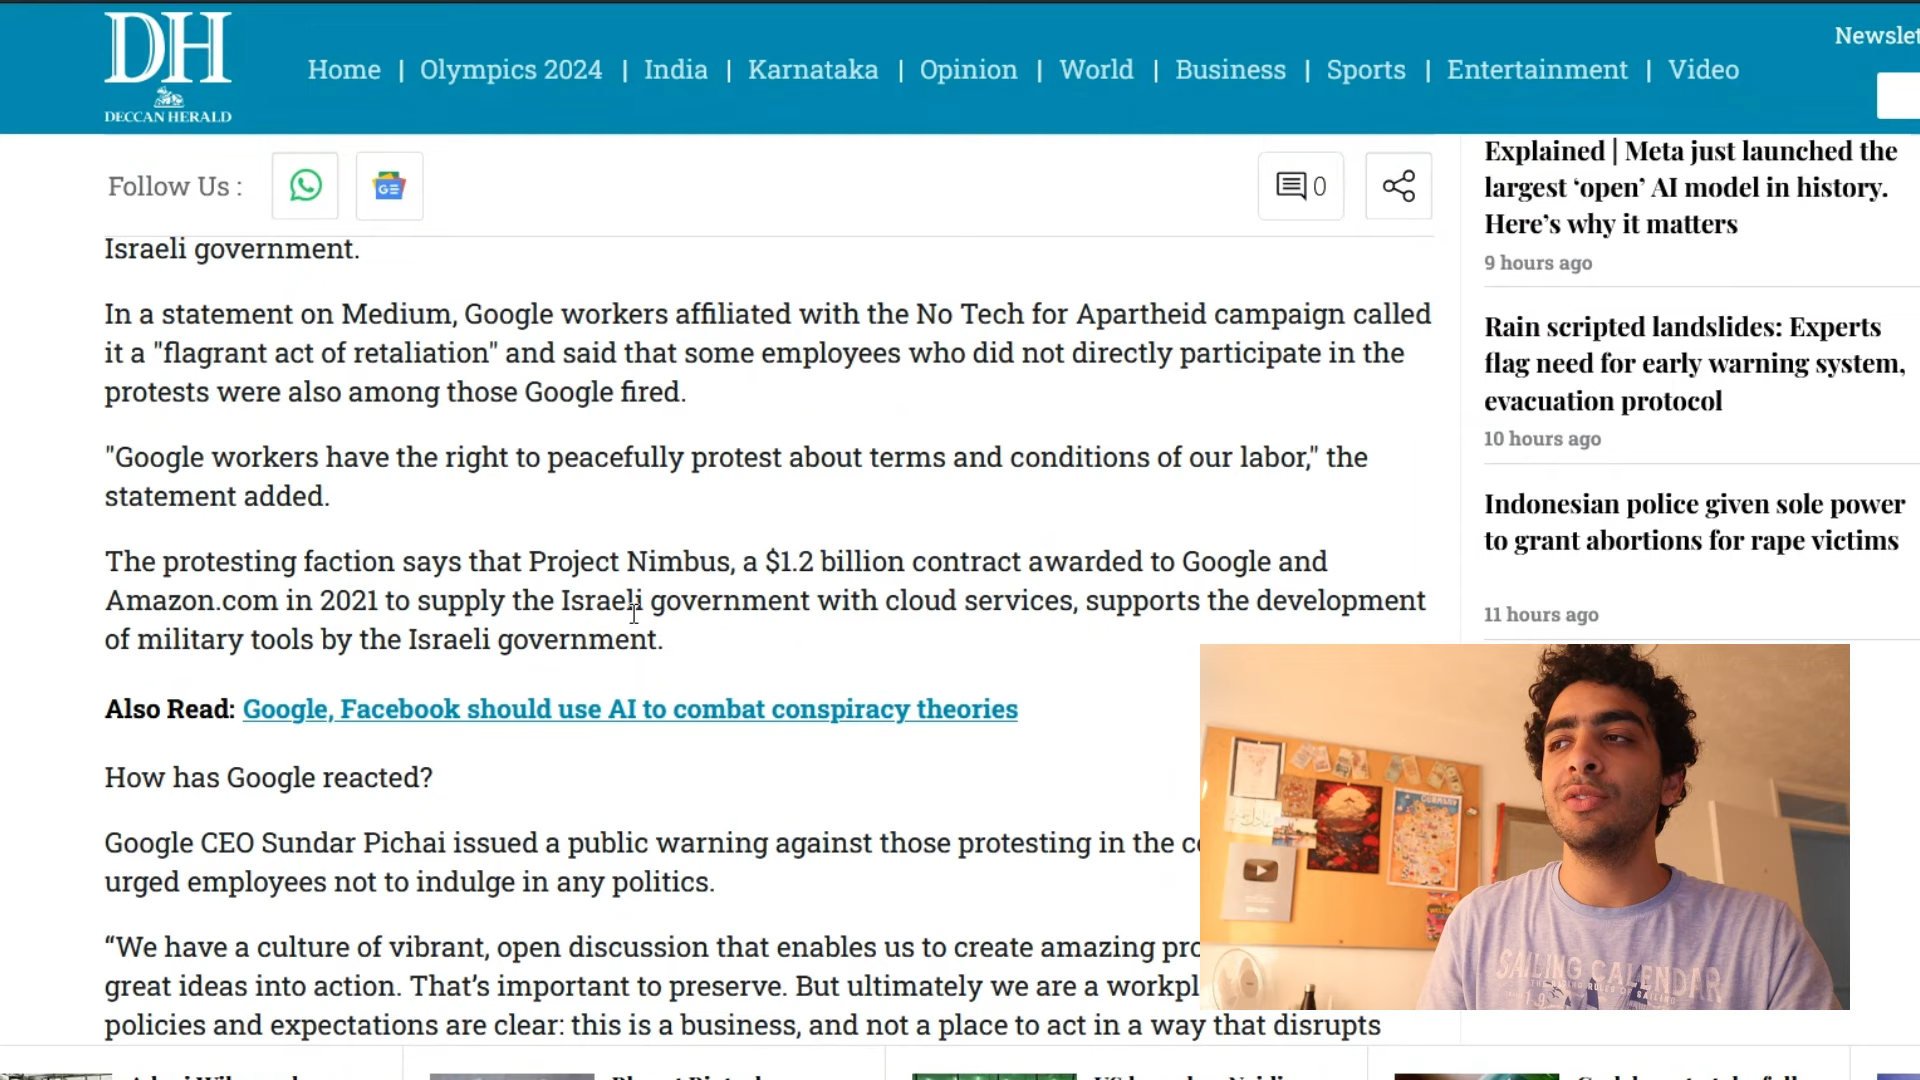 DH
DECCAN HERALD
Home | Olympics 2024 | India | Karnataka | Opinion | World | Business | Sports | Entertainment | Video
Follow Us :
GE
0
Israeli government.
In a statement on Medium, Google workers affiliated with the No Tech for Apartheid campaign called
it a "flagrant act of retaliation" and said that some employees who did not directly participate in the
protests were also among those Google fired.
"Google workers have the right to peacefully protest about terms and conditions of our labor," the
statement added.
The protesting faction says that Project Nimbus, a $1.2 billion contract awarded to Google and
Amazon.com in 2021 to supply the Israeli government with cloud services, supports the development
of military tools by the Israeli government.
Also Read: Google, Facebook should use AI to combat conspiracy theories
How has Google reacted?
Google CEO Sundar Pichai issued a public warning against those protesting in the
urged employees not to indulge in any politics.
“We have a culture of vibrant, open discussion that enables us to create amazing
great ideas into action. That’s important to preserve. But ultimately we are a
policies and expectations are clear: this is a business, and not a place to act in a way that disrupts
Explained | Meta just launched the
largest ‘open’ AI model in history.
Here’s why it matters
9 hours ago
Rain scripted landslides: Experts
flag need for early warning system,
evacuation protocol
10 hours ago
Indonesian police given sole power
to grant abortions for rape victims
11 hours ago
SAILING CALENDAR